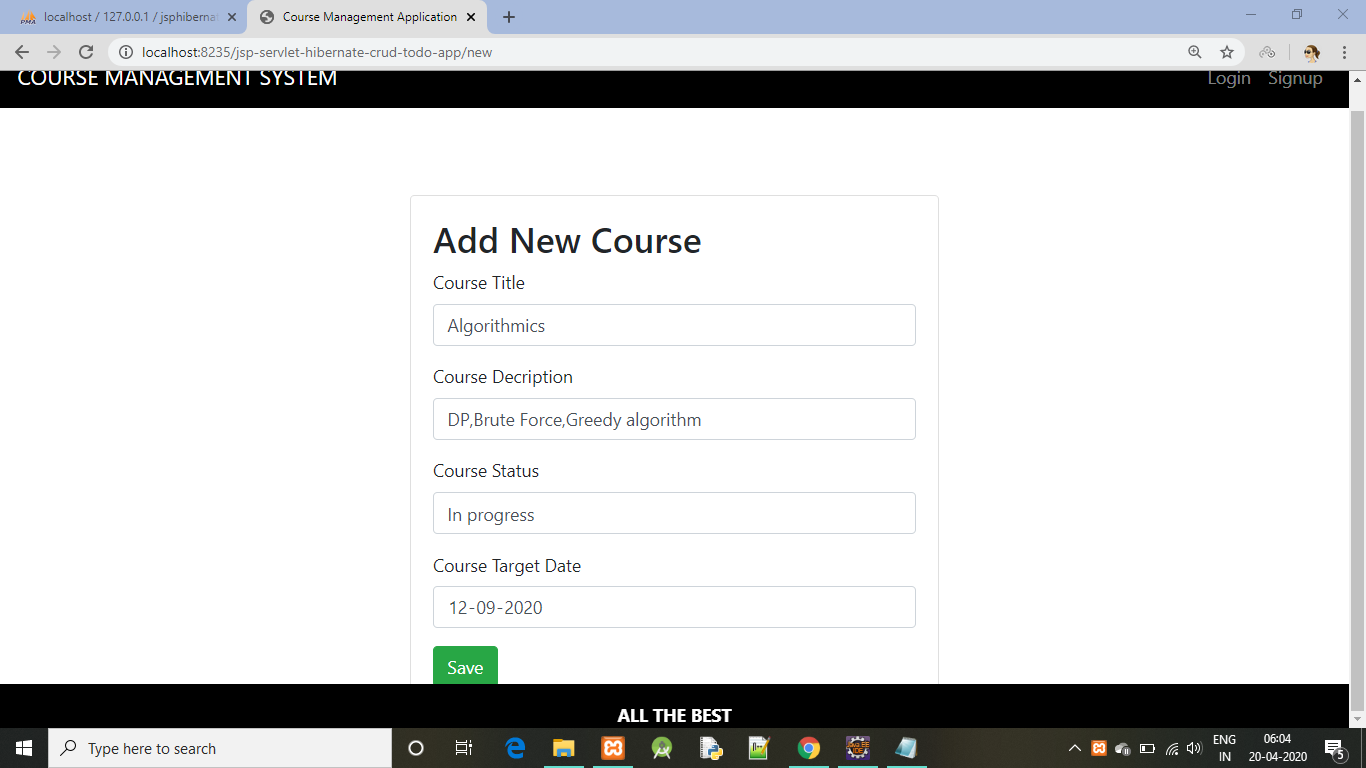 localhost / 127.0.0.1 / jsphiberna
Course Management Application
localhost:8235/jsp-servlet-hibernate-crud-todo-app/new
COURSE MANAGEMENT SYSTEM
Login Signup
Add New Course
Course Title
Algorithmics
Course Decription
DP,Brute Force,Greedy algorithm
Course Status
In progress
Course Target Date
12-09-2020
Save
ALL THE BEST
Type here to search
ENG
IN
06:04
20-04-2020
5